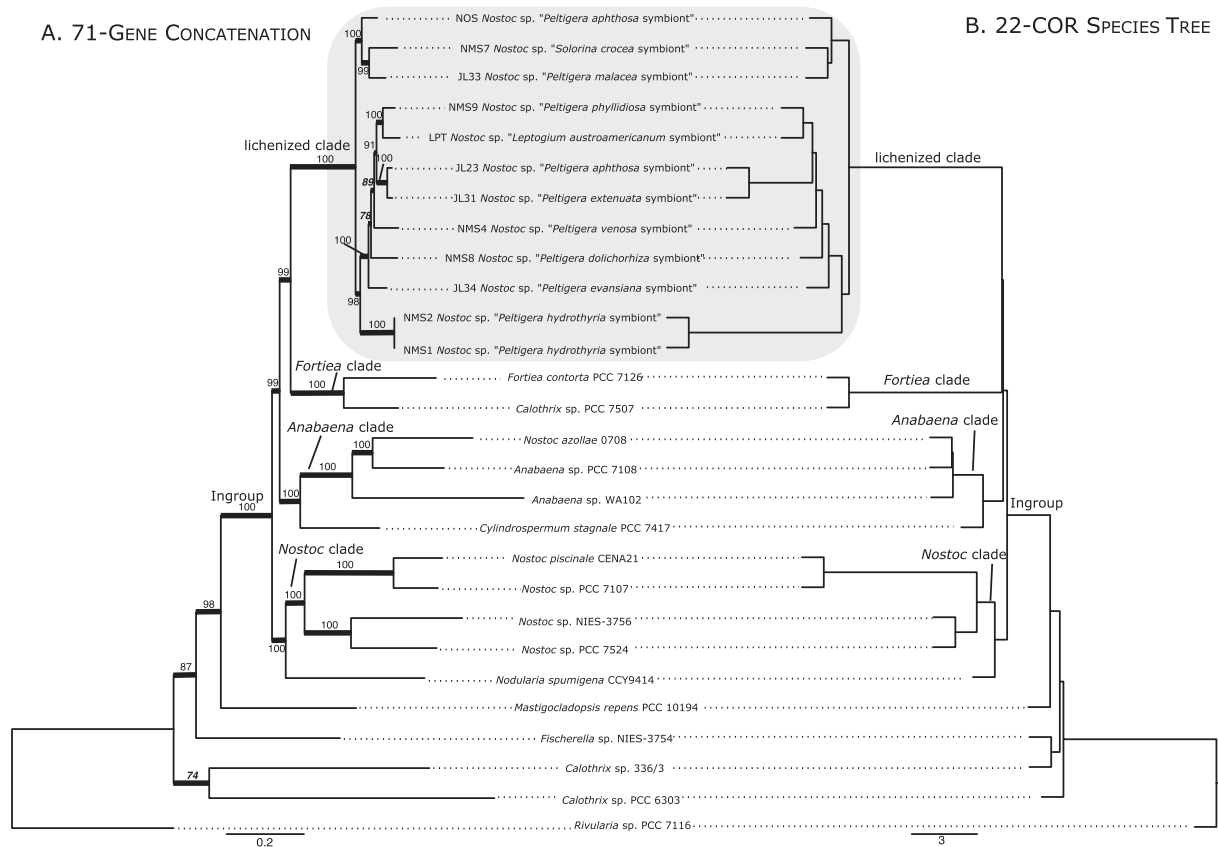 A. 71-GENE CONCATENATION
B. 22-COR SPECIES TREE
NOS Nostoc sp. "Peltigera aphthosa symbiont"
100
NMS7 Nostoc sp. "Solorina crocea symbiont"
99
JL33 Nostoc sp. "Peltigera malacea symbiont"
NMS9 Nostoc sp. "Peltigera phyllidiosa symbiont"
100
LPT Nostoc sp. "Leptogium austroamericanum symbiont"
lichenized clade
91
100
lichenized clade
100
JL23 Nostoc sp. "Peltigera aphthosa symbiont"
89
JL31 Nostoc sp. "Peltigera extenuata symbiont"
78
NMS4 Nostoc sp. "Peltigera venosa symbiont"
100
NMS8 Nostoc sp. "Peltigera dolichorhiza symbiont"
99
JL34 Nostoc sp. "Peltigera evansiana symbiont"
98
NMS2 Nostoc sp. "Peltigera hydrothyria symbiont"
100
NMS1 Nostoc sp. "Peltigera hydrothyria symbiont"
Fortiea clade
Fortiea contorta PCC 7126
Fortiea clade
99
100
Calothrix sp. PCC 7507
Anabaena clade
Anabaena clade
Nostoc azollae 0708
100
100
Anabaena sp. PCC 7108
100
Anabaena sp. WA102
Ingroup
100
Ingroup
Cylindrospermum stagnale PCC 7417
Nostoc clade
Nostoc clade
Nostoc piscinale CENA21
100
Nostoc sp. PCC 7107
100
98
Nostoc sp. NIES-3756
100
100
Nostoc sp. PCC 7524
87
Nodularia spumigena CCY9414
Mastigocladopsis repens PCC 10194
Fischerella sp. NIES-3754
74
Calothrix sp. 336/3
Calothrix sp. PCC 6303
Rivularia sp. PCC 7116
0.2
3